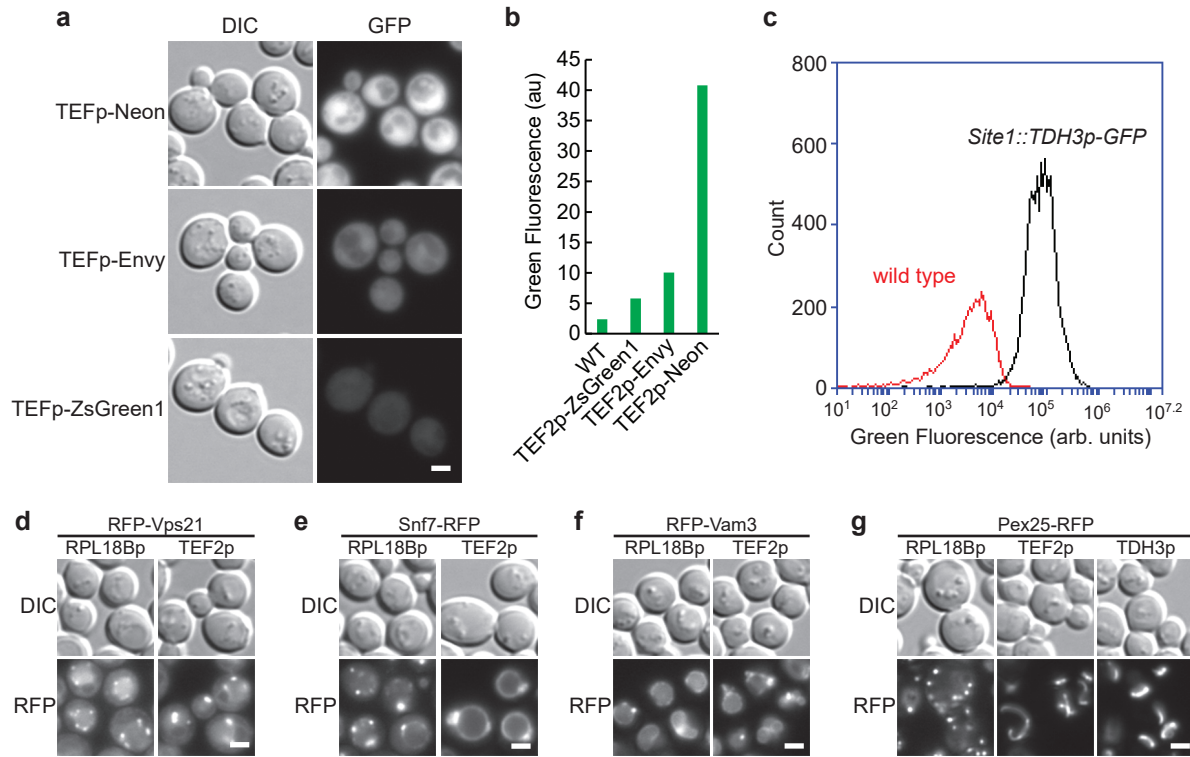 a
DIC GFP
TEFp-Neon
TEFp-Envy
TEFp-ZsGreen1
b
Green Fluorescence (au)
45
40
35
30
25
20
15
10
5
0
WT
TEF2p-ZsGreen1
TEF2p-Envy
TEF2p-Neon
c
800
600
400
200
0
Count
Site1::TDH3p-GFP
wild type
10^1 10^2 10^3 10^4 10^5 10^6 10^7.2
Green Fluorescence (arb. units)
d
RFP-Vps21
RPL18Bp TEF2p
DIC
RFP
e
Snf7-RFP
RPL18Bp TEF2p
DIC
RFP
f
RFP-Vam3
RPL18Bp TEF2p
DIC
RFP
g
Pex25-RFP
RPL18Bp TEF2p TDH3p
DIC
RFP